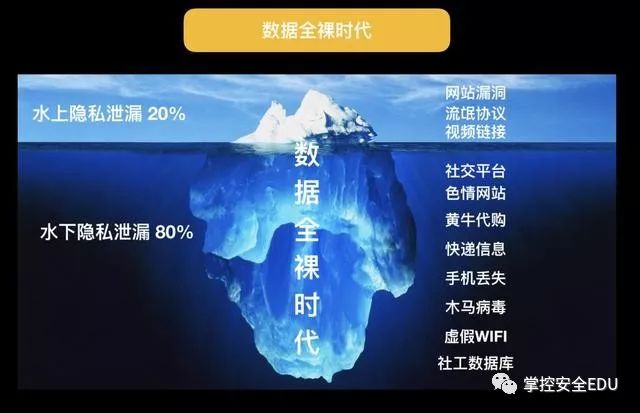 数据全裸时代
水上隐私泄漏 20%
网站漏洞
流氓协议
视频链接
数据全裸时代
水下隐私泄漏 80%
社交平台
色情网站
黄牛代购
快递信息
手机丢失
木马病毒
虚假WIFI
社工数据库
掌控安全EDU